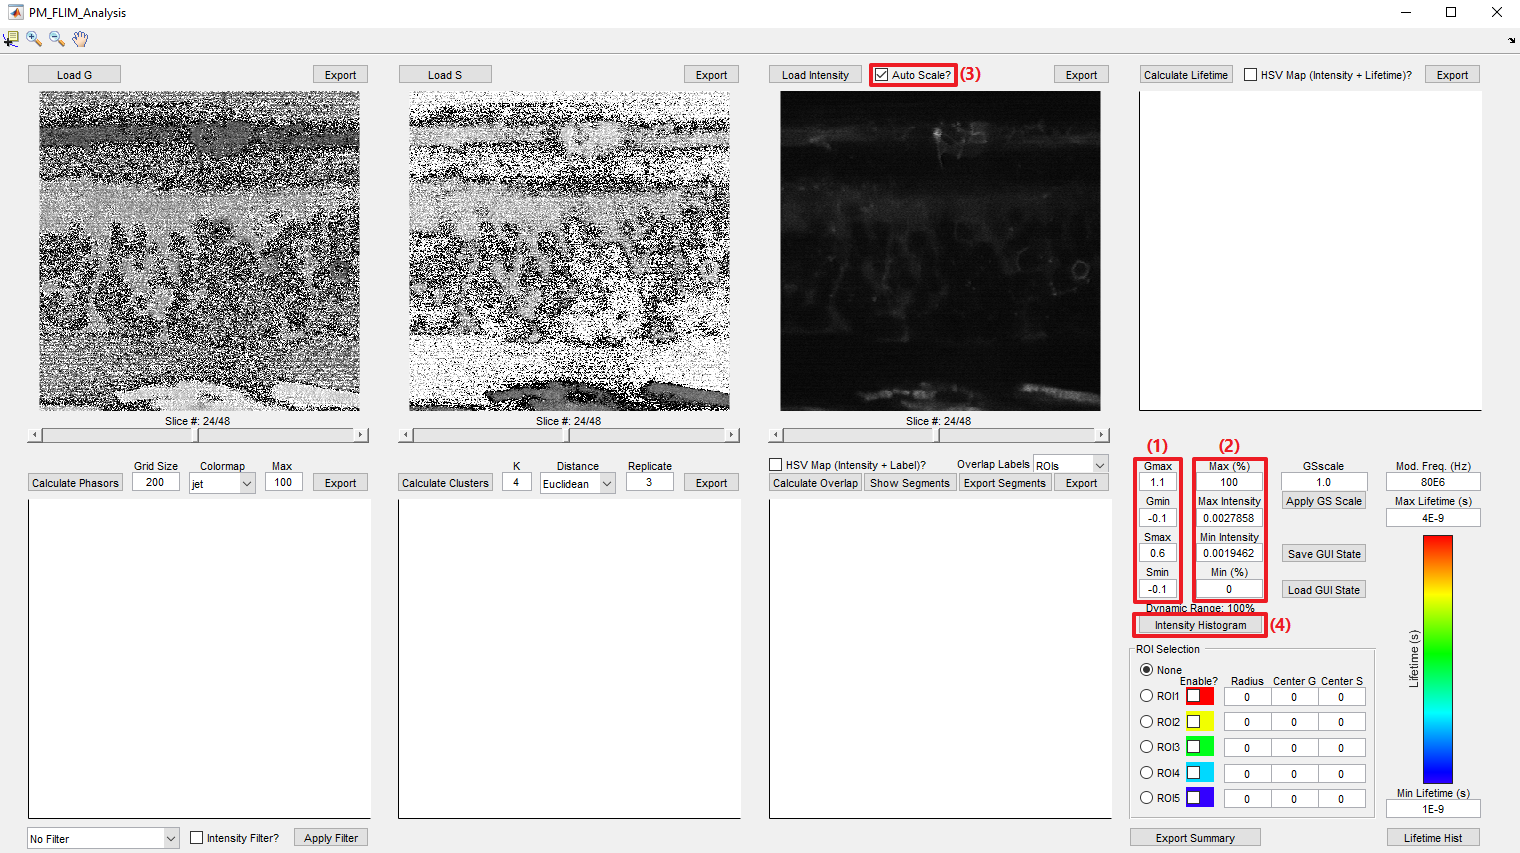 PM_FLIM_Analysis
Load G
Export
Load S
Export
Load Intensity
Auto Scale?
(3)
Export
Calculate Lifetime
HSV Map (Intensity + Lifetime)?
Export
Slice #: 24/48
Slice #: 24/48
Slice #: 24/48
Calculate Phasors
Grid Size
200
Colormap
jet
Max
100
Export
Calculate Clusters
K
4
Distance
Euclidean
Replicate
3
Export
HSV Map (Intensity + Label)?
Overlap Labels
ROIs
Calculate Overlap
Show Segments
Export Segments
Export
(1)
Gmax
1.1
Gmin
-0.1
Smax
0.6
Smin
-0.1
(2)
Max (%)
100
Max Intensity
0.0027858
Min Intensity
0.0019462
Min (%)
0
GSscale
1.0
Apply GS Scale
Save GUI State
Load GUI State
Mod. Freq. (Hz)
80E6
Max Lifetime (s)
4E-9
Dynamic Range: 100%
Intensity Histogram
(4)
ROI Selection
None
Enable?
Radius
Center G
Center S
ROI1
0
0
0
ROI2
0
0
0
ROI3
0
0
0
ROI4
0
0
0
ROI5
0
0
0
Lifetime (s)
Min Lifetime (s)
1E-9
No Filter
Intensity Filter?
Apply Filter
Export Summary
Lifetime Hist